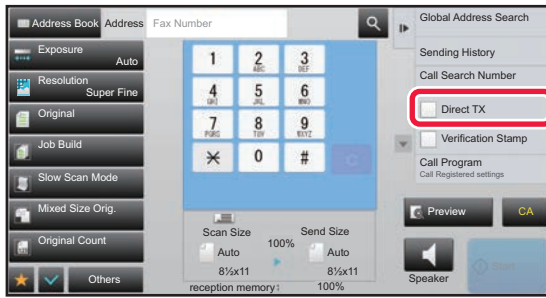 Address Book
Address
Fax Number
Global Address Search
Exposure
Auto
Sending History
Resolution
Super Fine
Call Search Number
Original
Direct TX
Job Build
Verification Stamp
Slow Scan Mode
Call Program
Call Registered settings
Mixed Size Orig.
Preview
CA
Original Count
Others
1
2 ABC
3 DEF
4 GHI
5 JKL
6 MNO
7 PQRS
8 TUV
9 WXYZ
0
#
C
Scan Size
100%
Send Size
Auto
Auto
8½x11
8½x11
reception memory:
100%
Speaker
Start